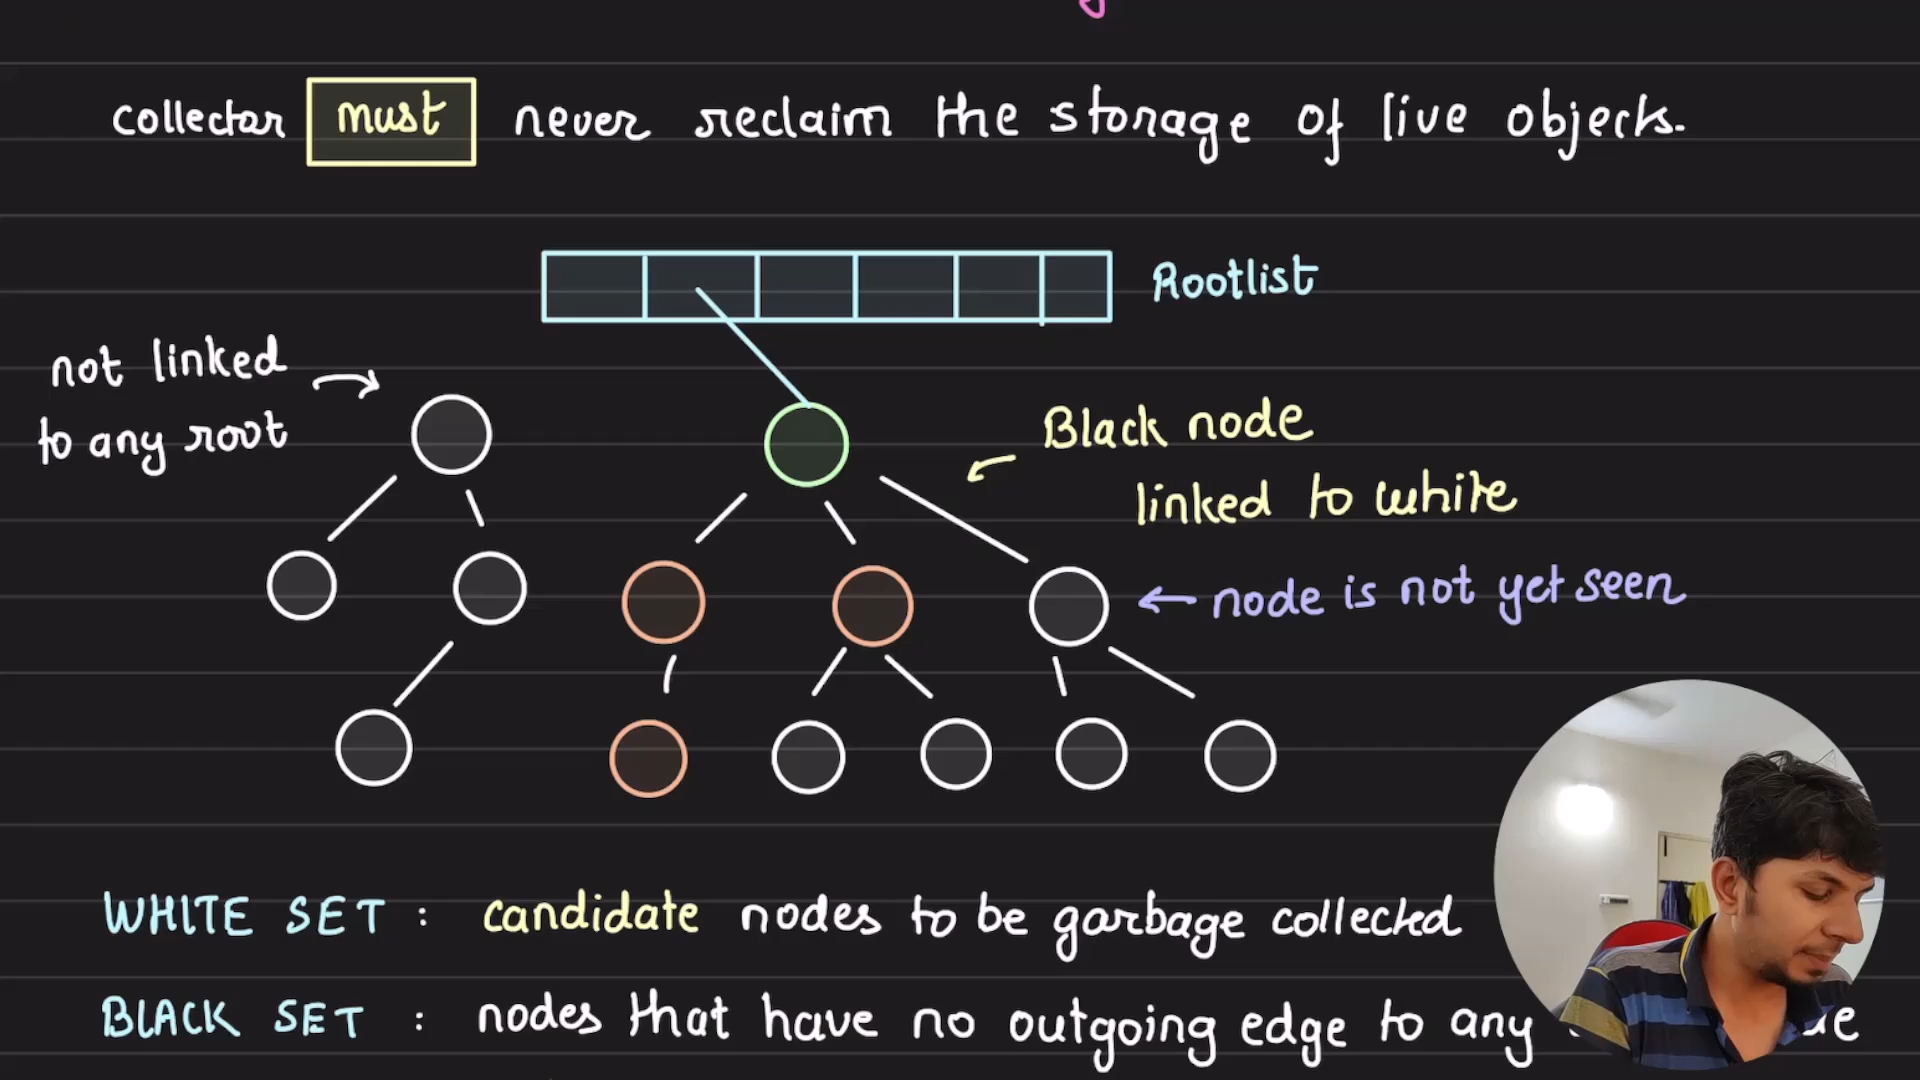 collector must never reclaim the storage of live objects.
Rootlist
not linked
to any root
Black node
linked to white
node is not yet seen
WHITE SET : candidate nodes to be garbage collected
BLACK SET : nodes that have no outgoing edge to any